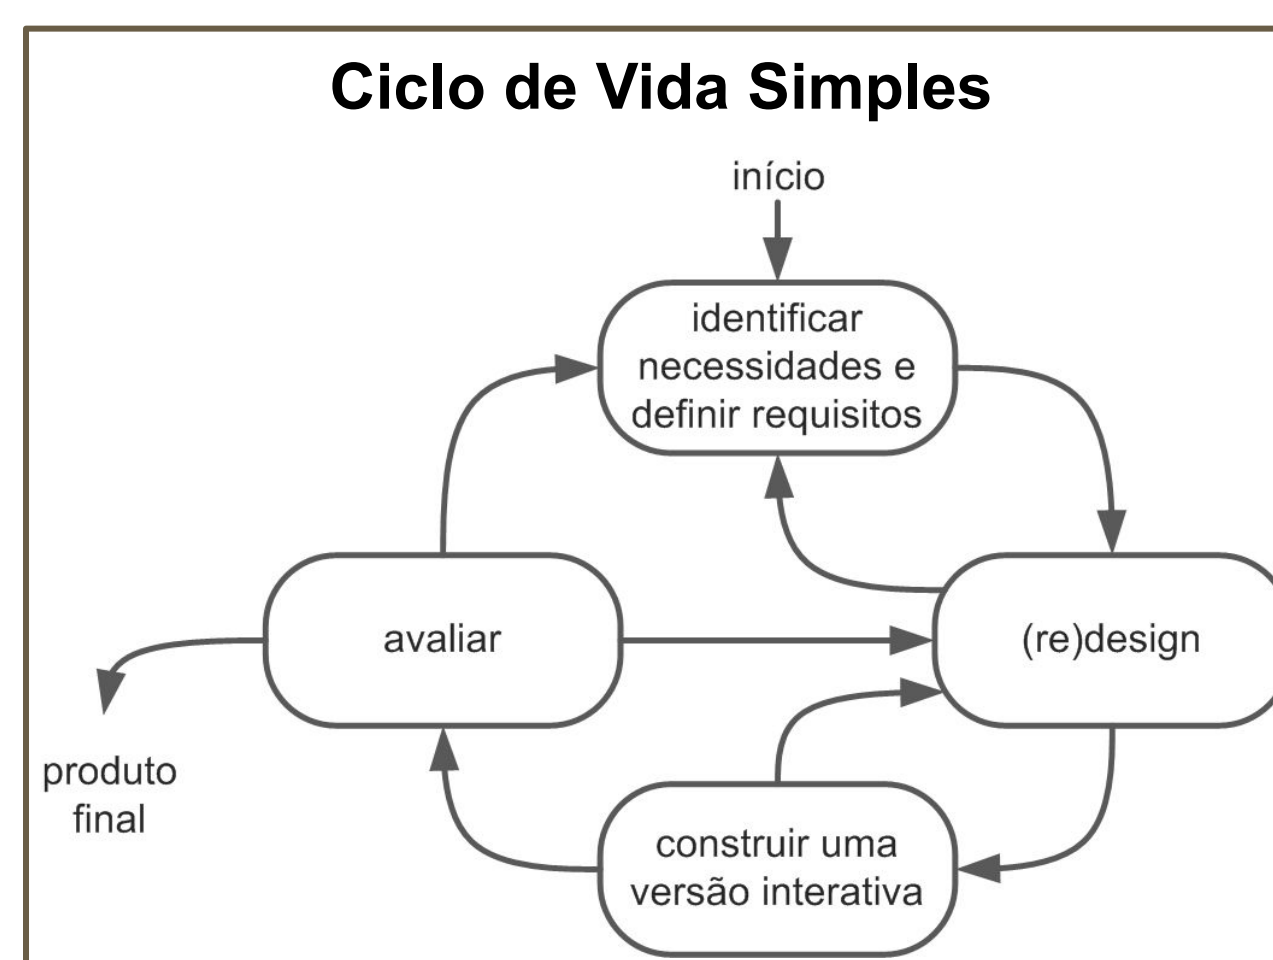 Ciclo de Vida Simples
início
identificar
necessidades e
definir requisitos
avaliar
(re)design
produto
final
construir uma
versão interativa